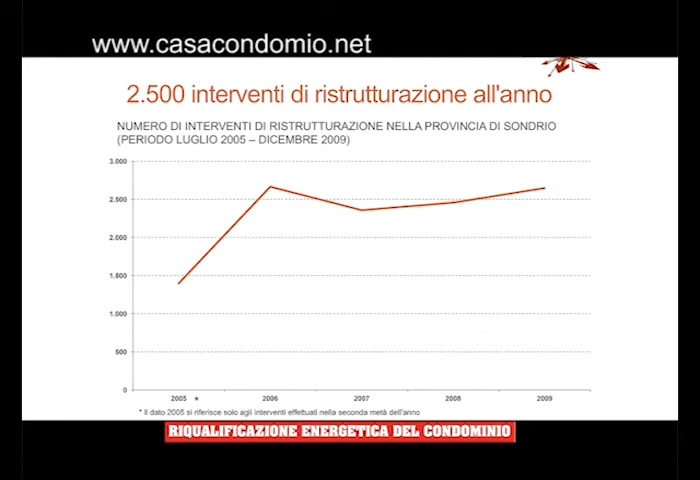 www.casacondomio.net
2.500 interventi di ristrutturazione all'anno
NUMERO DI INTERVENTI DI RISTRUTTURAZIONE NELLA PROVINCIA DI SONDRIO
(PERIODO LUGLIO 2005 – DICEMBRE 2009)
3.000
2.500
2.000
1.500
1.000
500
0
2005 * 2006 2007 2008 2009
* Il dato 2005 si riferisce solo agli interventi effettuati nella seconda metà dell'anno
RIQUALIFICAZIONE ENERGETICA DEL CONDOMINIO